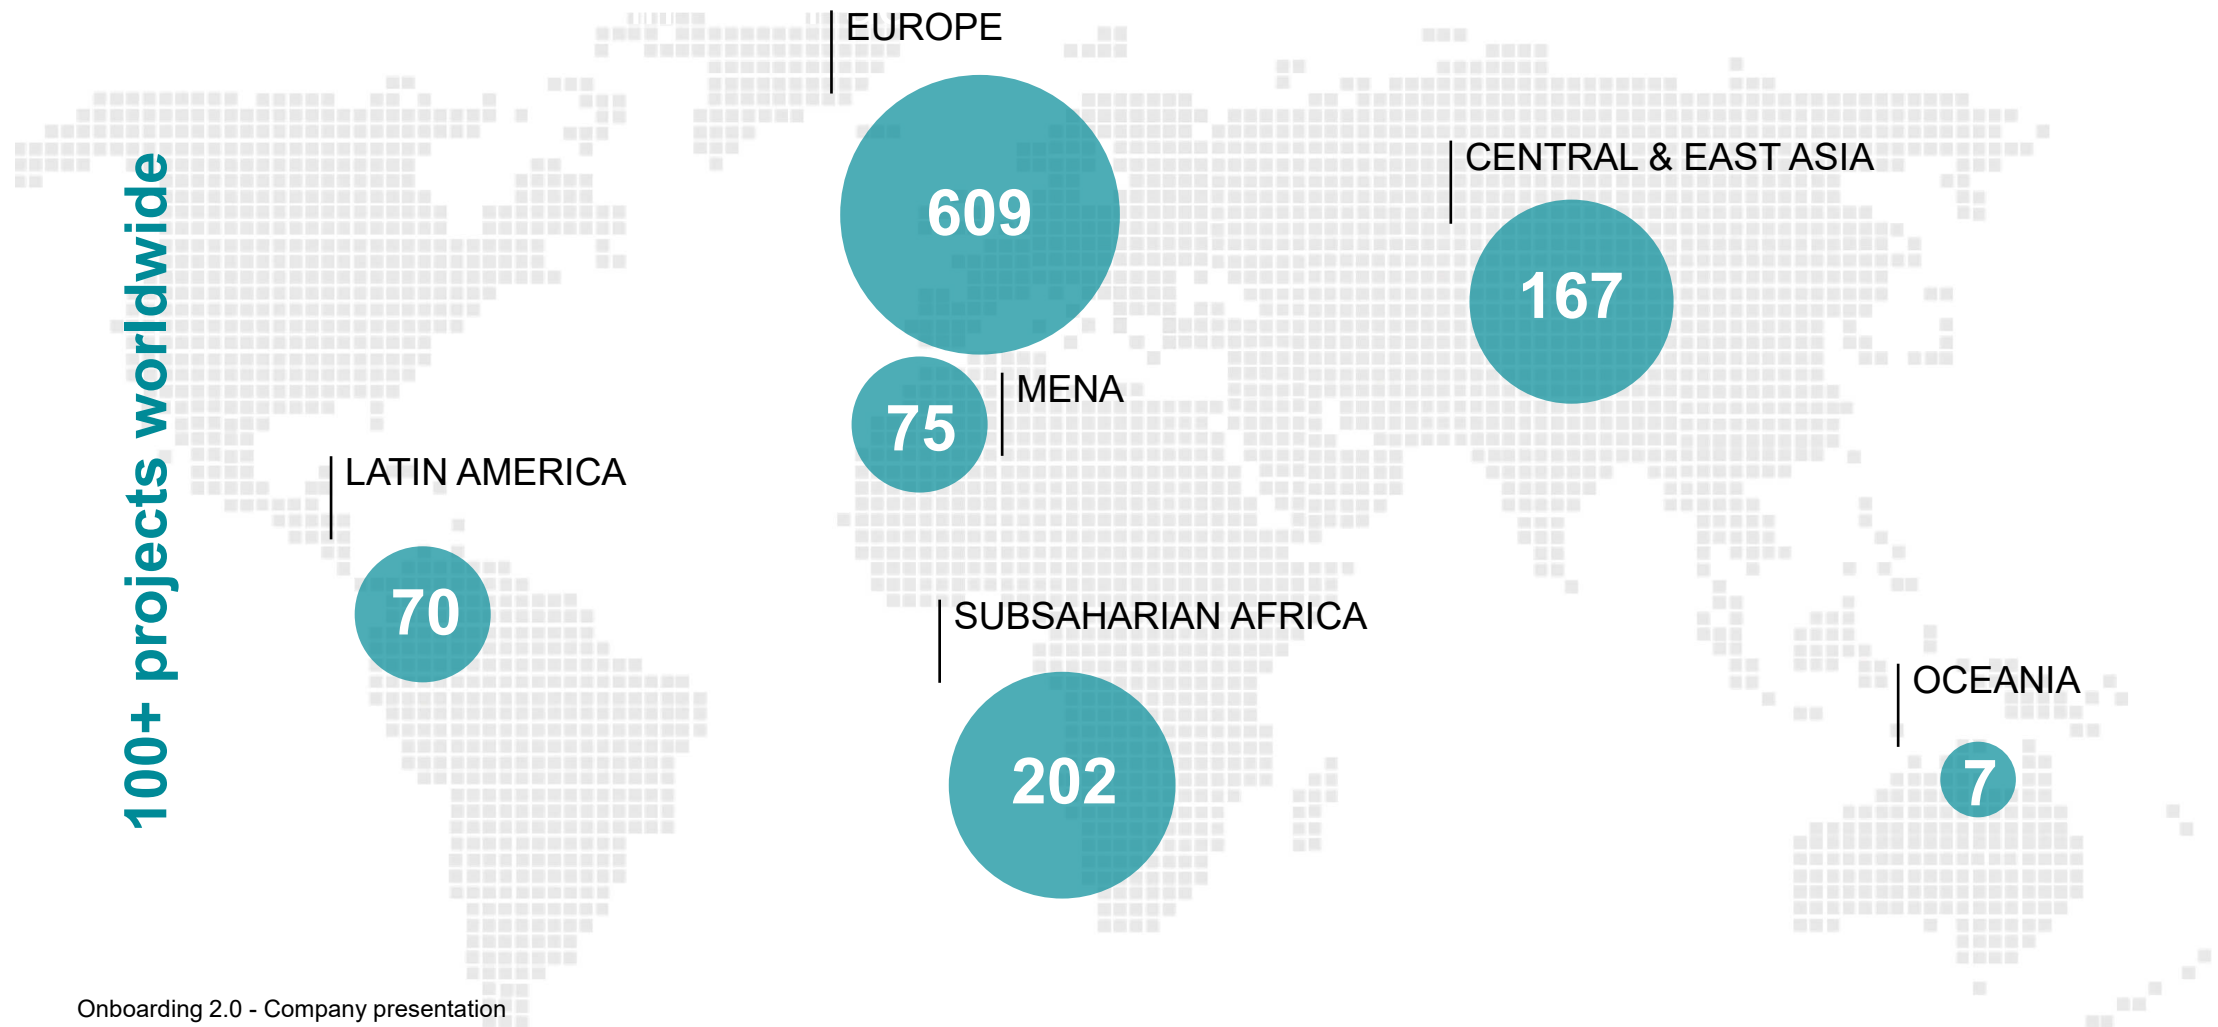 100+ projects worldwide
EUROPE
609
CENTRAL & EAST ASIA
167
MENA
75
LATIN AMERICA
70
SUBSAHARIAN AFRICA
202
OCEANIA
7
Onboarding 2.0 - Company presentation